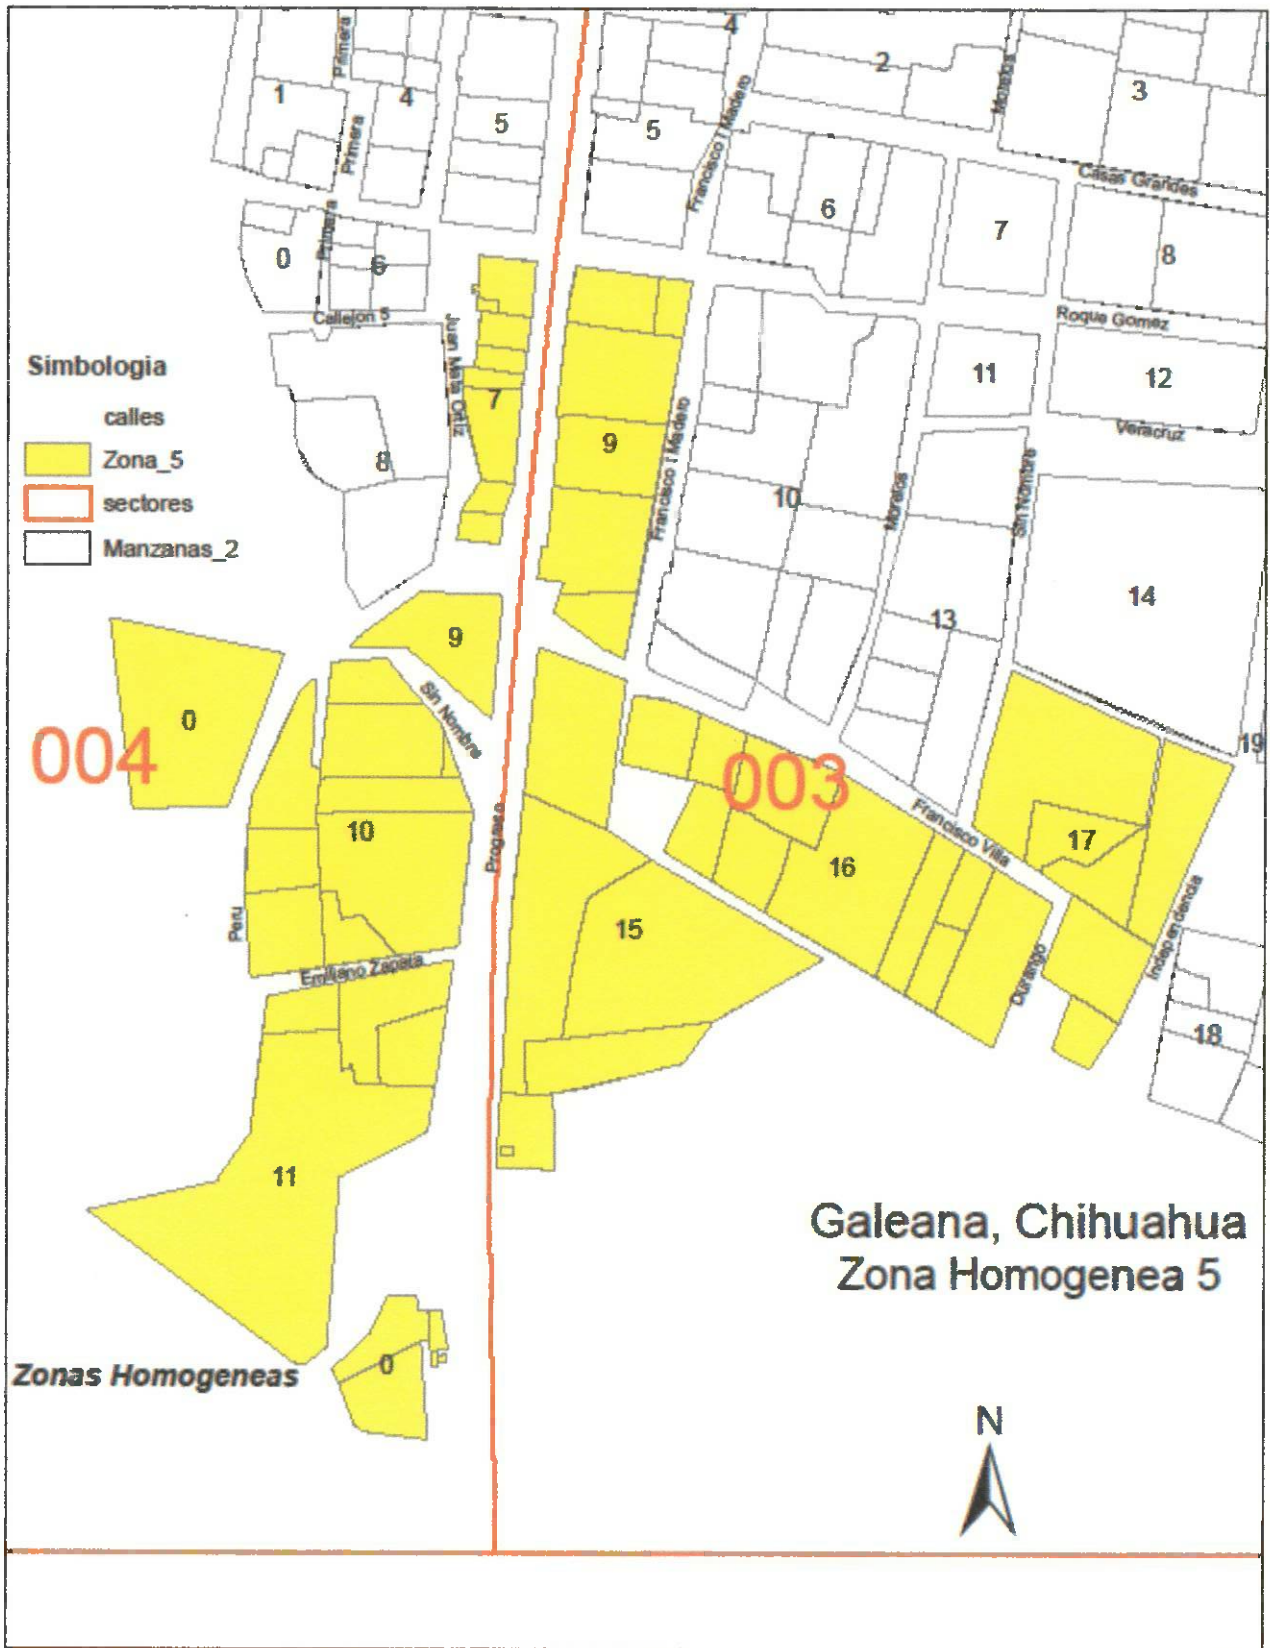 4
2
3
Primera
1
4
5
5
Francisco I Madero
Morelos
Primera
Casas Grandes
6
7
8
0
Primera
6
Callejon 5
Juan Mata Ortiz
Roque Gomez
Simbologia
calles
Zona_5
sectores
Manzanas_2
7
8
9
Francisco I Madero
10
Morelos
11
12
Veracruz
Sin Nombre
13
14
9
0
004
Sin Nombre
003
19
10
Progreso
Francisco Villa
16
17
15
Peru
Emiliano Zapata
Durango
Independencia
18
11
Galeana, Chihuahua
Zona Homogenea 5
Zonas Homogeneas
0
N